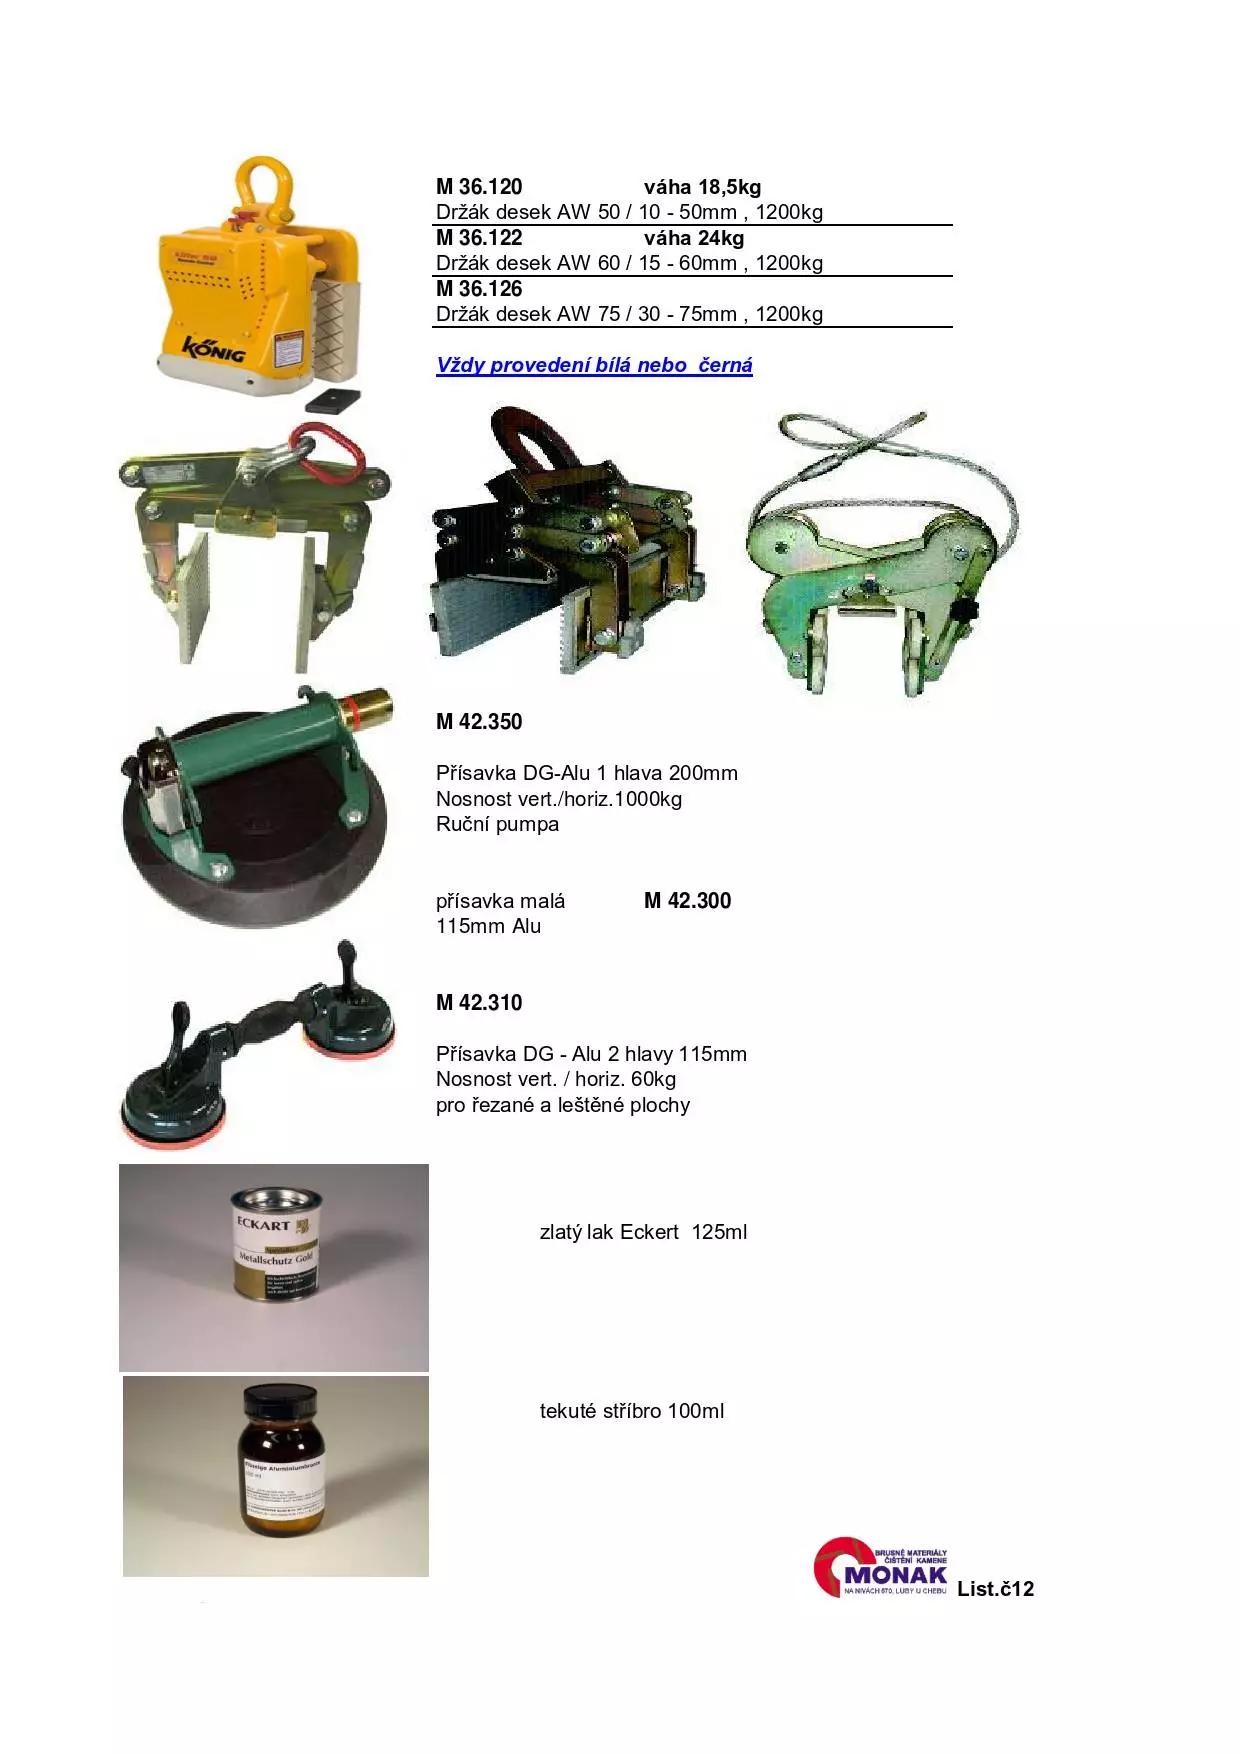 M 36.120 váha 18,5kg
Držák desek AW 50 / 10 - 50mm , 1200kg
M 36.122 váha 24kg
Držák desek AW 60 / 15 - 60mm , 1200kg
M 36.126
Držák desek AW 75 / 30 - 75mm , 1200kg
Vždy provedení bílá nebo černá
KÖNIG
M 42.350
Přísavka DG-Alu 1 hlava 200mm
Nosnost vert./horiz.1000kg
Ruční pumpa
přísavka malá M 42.300
115mm Alu
M 42.310
Přísavka DG - Alu 2 hlavy 115mm
Nosnost vert. / horiz. 60kg
pro řezané a leštěné plochy
ECKART
Metallschutz Gold
zlatý lak Eckert 125ml
tekuté stříbro 100ml
Flüssige Aluminiumbronze
BRUSNÉ MATERIÁLY
ČIŠTĚNÍ KAMENE
MONAK
NA NIVÁCH 670, LUBY U CHEBU
List.č12